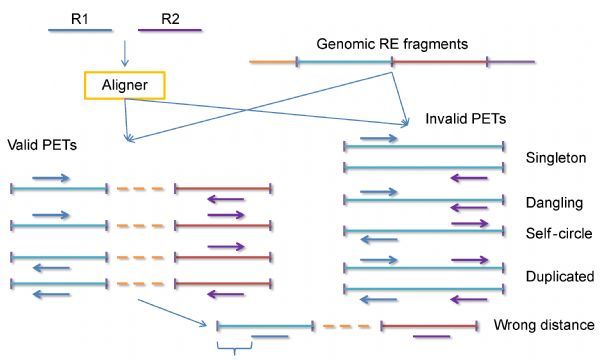 R1
R2
Genomic RE fragments
Aligner
Invalid PETs
Valid PETs
Singleton
Dangling
Self-circle
Duplicated
Wrong distance